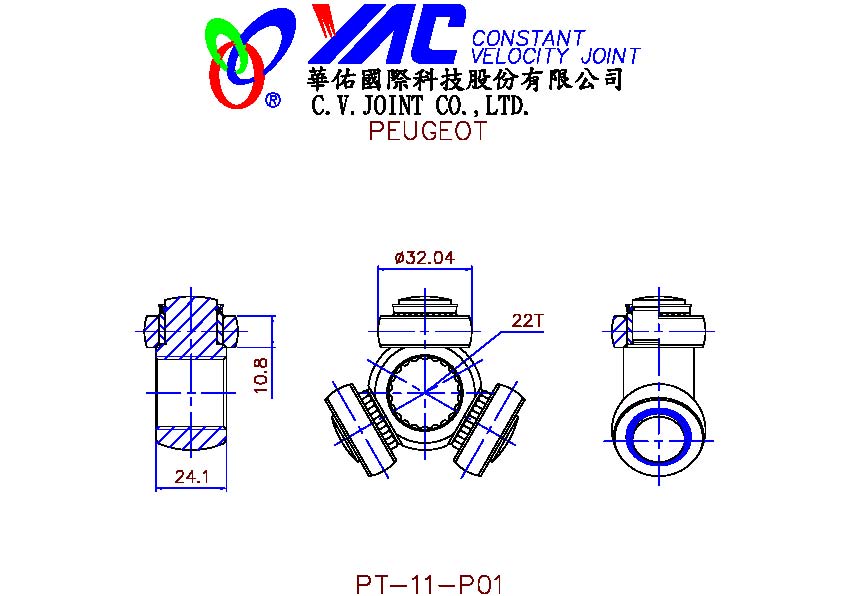 YAC CONSTANT
VELOCITY JOINT
®
華佑國際科技股份有限公司
C.V.JOINT CO.,LTD.
PEUGEOT
ø32.04
22T
10.8
24.1
PT-11-P01